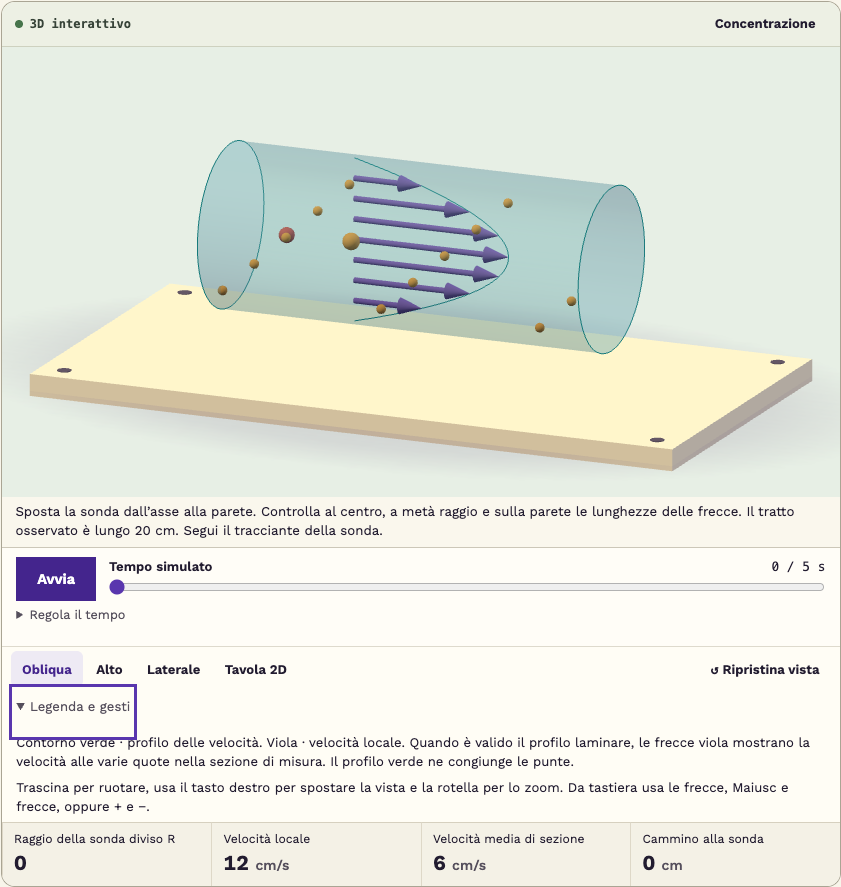 3D interattivo
Concentrazione
Sposta la sonda dall’asse alla parete. Controlla al centro, a metà raggio e sulla parete le lunghezze delle frecce. Il tratto
osservato è lungo 20 cm. Segui il tracciante della sonda.
Avvia
Tempo simulato
0 / 5 s
▶ Regola il tempo
Obliqua
Alto
Laterale
Tavola 2D
↺ Ripristina vista
▼ Legenda e gesti
Contorno verde · profilo delle velocità. Viola · velocità locale. Quando è valido il profilo laminare, le frecce viola mostrano la
velocità alle varie quote nella sezione di misura. Il profilo verde ne congiunge le punte.
Trascina per ruotare, usa il tasto destro per spostare la vista e la rotella per lo zoom. Da tastiera usa le frecce, Maiusc e
frecce, oppure + e −.
Raggio della sonda diviso R
0
Velocità locale
12 cm/s
Velocità media di sezione
6 cm/s
Cammino alla sonda
0 cm